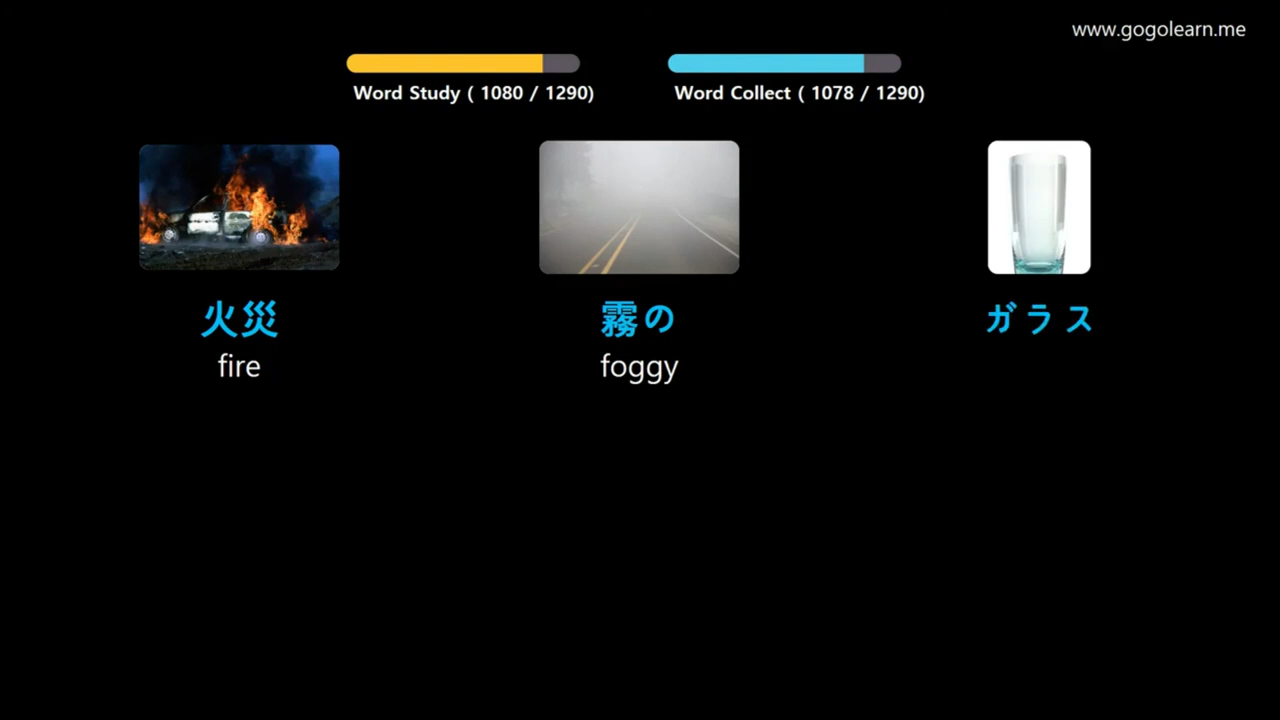 www.gogolearn.me
Word Study ( 1080 / 1290)
Word Collect ( 1078 / 1290)
火災
fire
霧の
foggy
ガラス